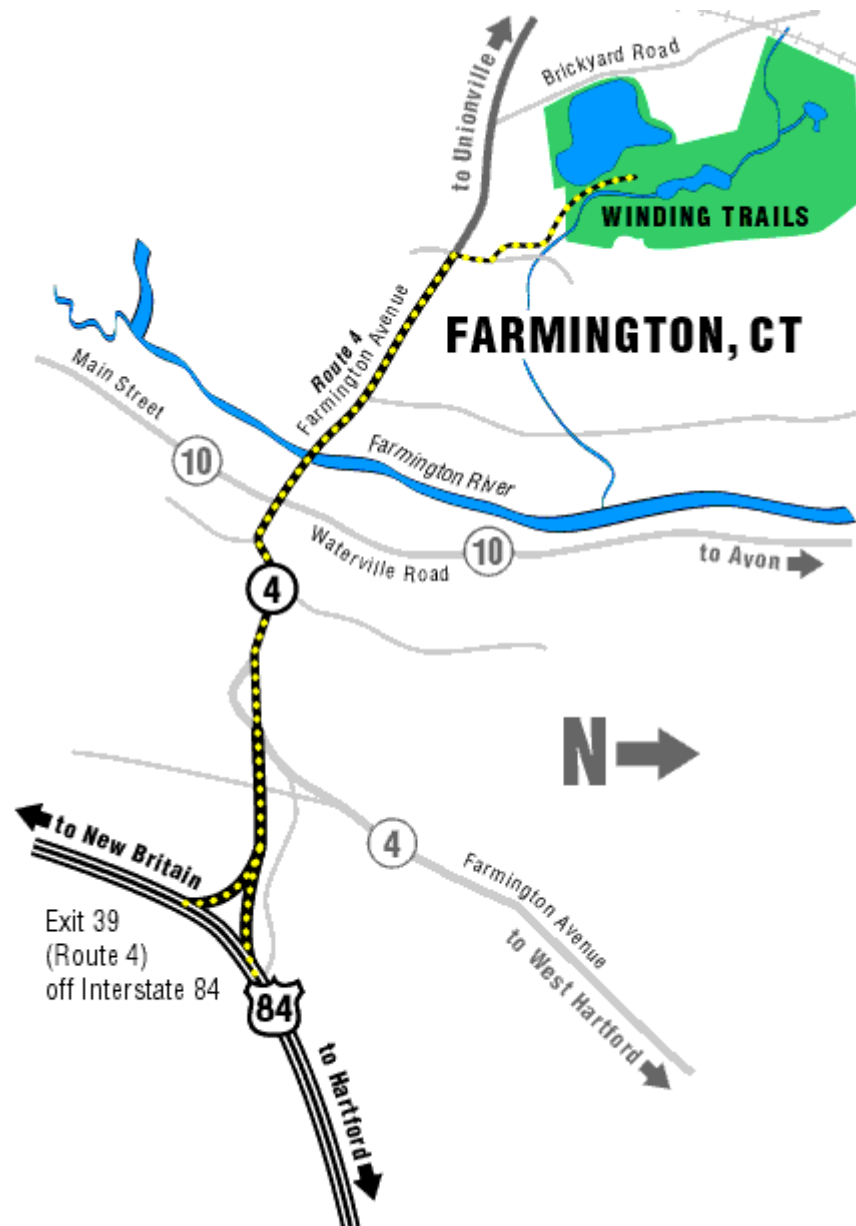 to Unionville
Brickyard Road
WINDING TRAILS
FARMINGTON, CT
Route 4
Farmington Avenue
Main Street
10
Farmington River
Waterville Road
10
to Avon
4
N
4
to New Britain
Farmington Avenue
to West Hartford
Exit 39
(Route 4)
off Interstate 84
84
to Hartford